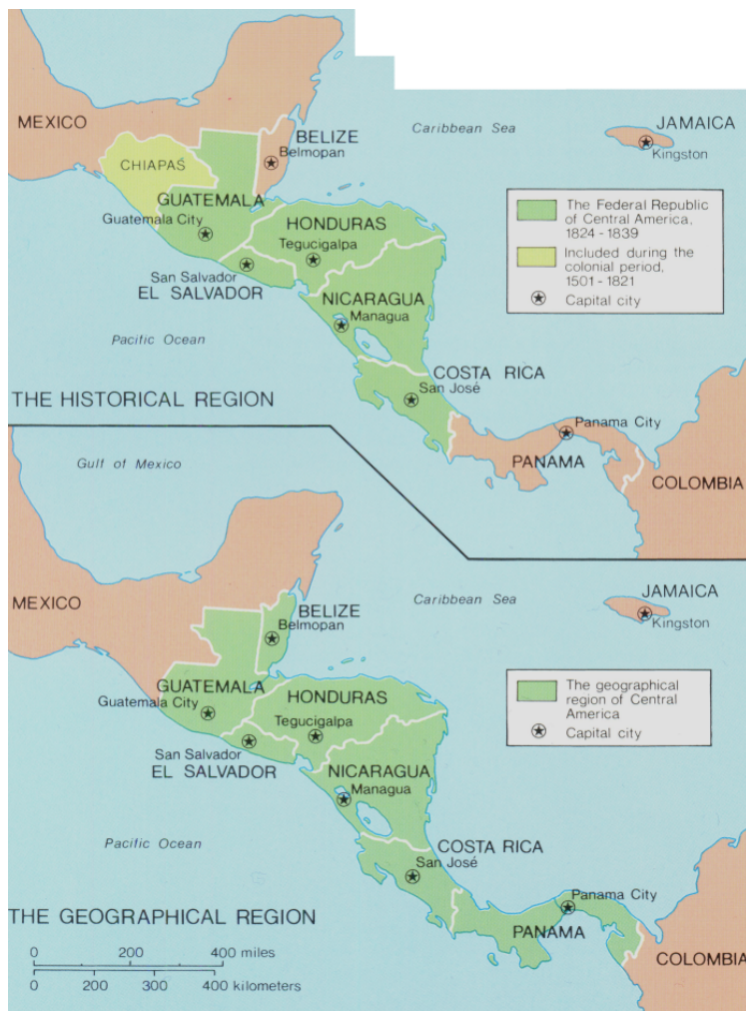 MEXICO
BELIZE
Belmopan
Caribbean Sea
JAMAICA
Kingston
CHIAPAS
GUATEMALA
Guatemala City
HONDURAS
Tegucigalpa
San Salvador
EL SALVADOR
NICARAGUA
Managua
The Federal Republic
of Central America,
1824 - 1839
Included during the
colonial period,
1501 - 1821
Capital city
Pacific Ocean
COSTA RICA
San José
THE HISTORICAL REGION
Panama City
PANAMA
COLOMBIA
Gulf of Mexico
MEXICO
BELIZE
Belmopan
Caribbean Sea
JAMAICA
Kingston
GUATEMALA
Guatemala City
HONDURAS
Tegucigalpa
San Salvador
EL SALVADOR
NICARAGUA
Managua
The geographical
region of Central
America
Capital city
Pacific Ocean
COSTA RICA
San José
Panama City
PANAMA
COLOMBIA
THE GEOGRAPHICAL REGION
0 200 400 miles
0 200 300 400 kilometers